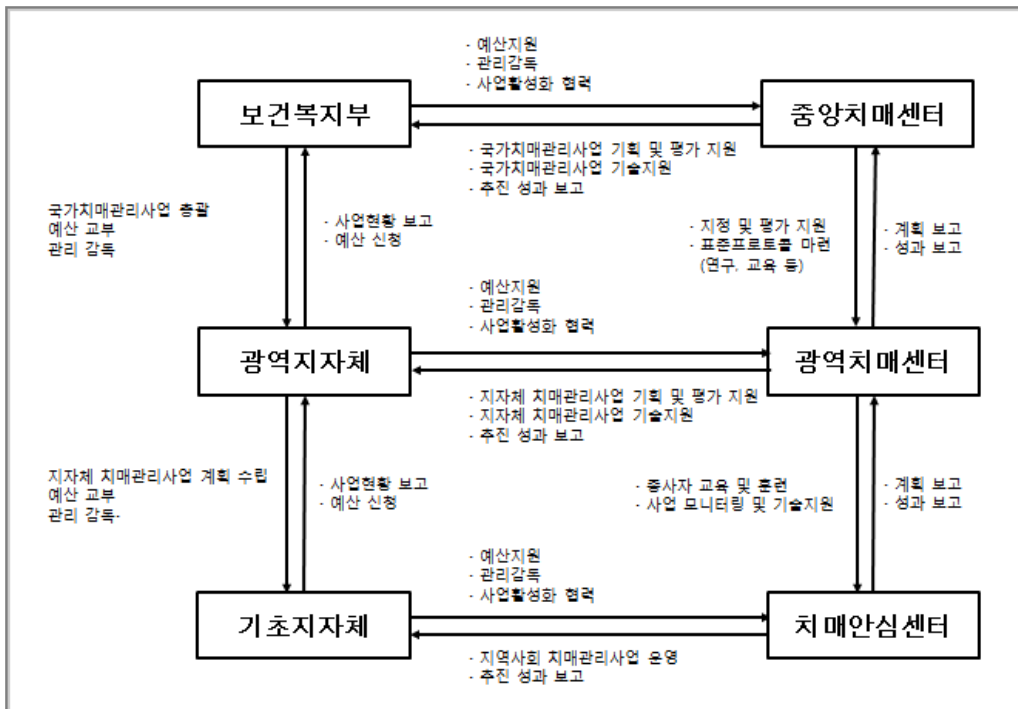 · 예산지원
· 관리감독
· 사업활성화 협력
보건복지부
중앙치매센터
· 국가치매관리사업 기획 및 평가 지원
· 국가치매관리사업 기술지원
· 추진 성과 보고
국가치매관리사업 총괄
예산 교부
관리 감독
· 사업현황 보고
· 예산 신청
· 지정 및 평가 지원
· 표준프로토콜 마련
(연구, 교육 등)
· 계획 보고
· 성과 보고
· 예산지원
· 관리감독
· 사업활성화 협력
광역지자체
광역치매센터
· 지자체 치매관리사업 기획 및 평가 지원
· 지자체 치매관리사업 기술지원
· 추진 성과 보고
지자체 치매관리사업 계획 수립
예산 교부
관리 감독·
· 사업현황 보고
· 예산 신청
· 종사자 교육 및 훈련
· 사업 모니터링 및 기술지원
· 계획 보고
· 성과 보고
· 예산지원
· 관리감독
· 사업활성화 협력
기초지자체
치매안심센터
· 지역사회 치매관리사업 운영
· 추진 성과 보고